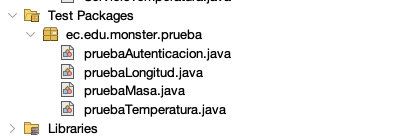 Test Packages
ec.edu.monster.prueba
pruebaAutenticacion.java
pruebaLongitud.java
pruebaMasa.java
pruebaTemperatura.java
Libraries